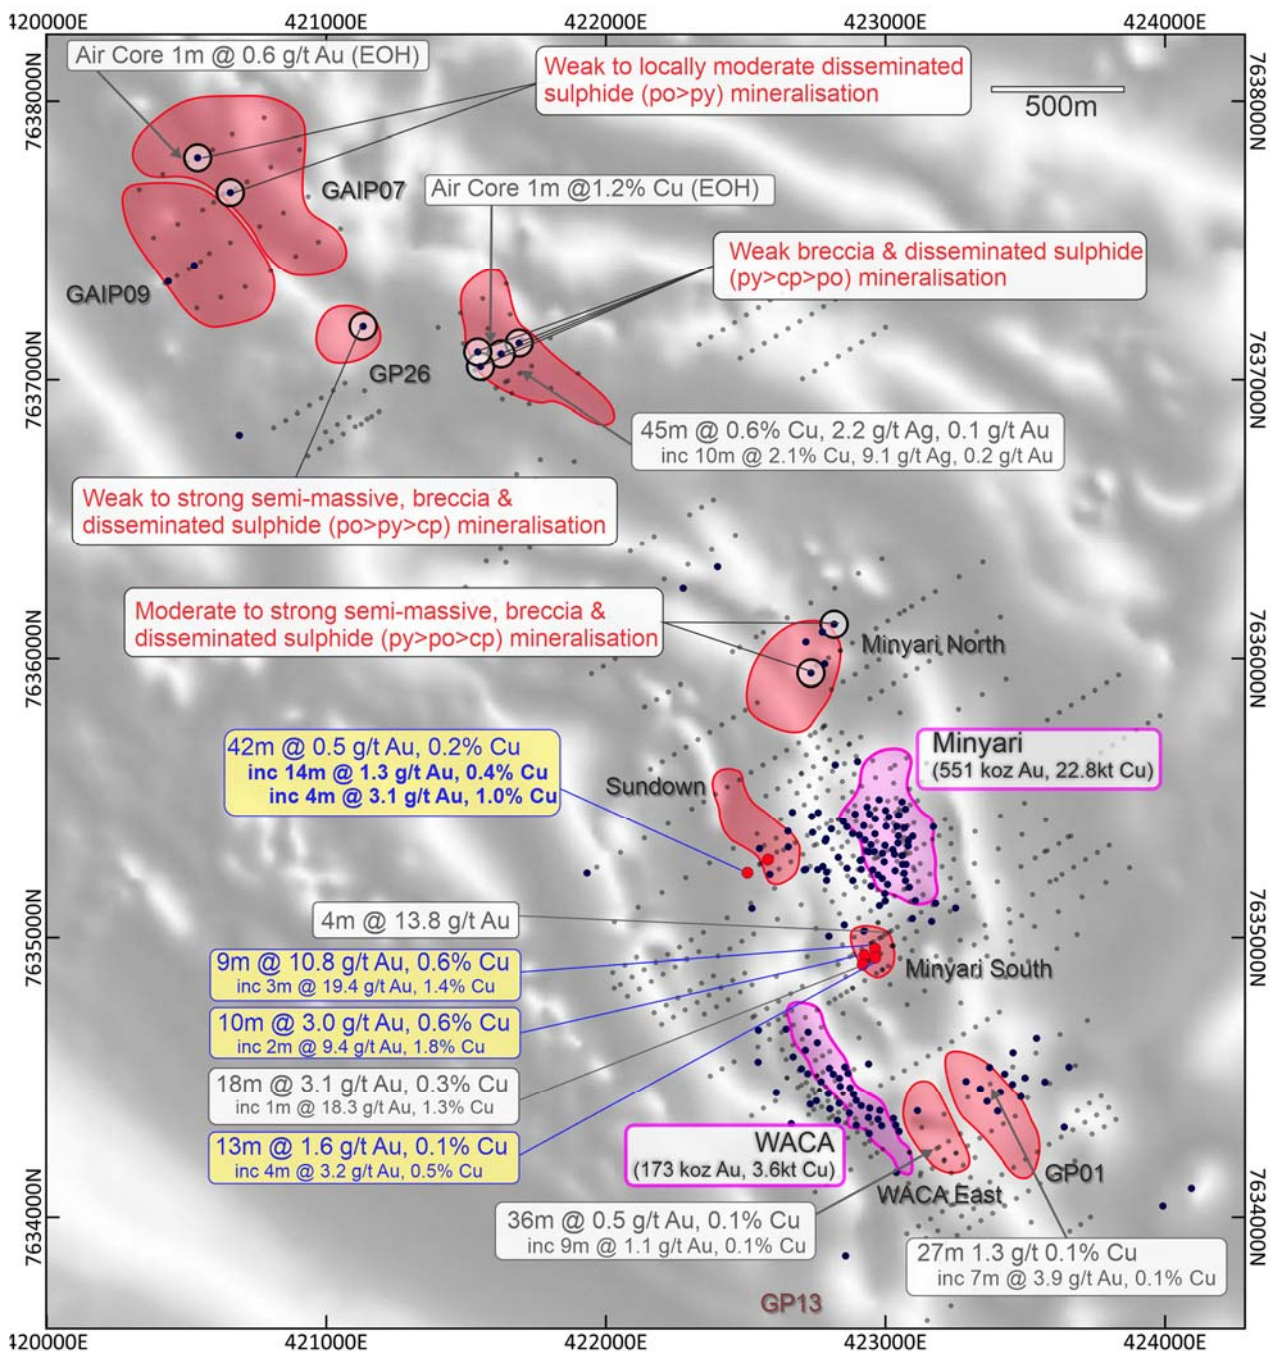 420000E
421000E
422000E
423000E
424000E
Air Core 1m @ 0.6 g/t Au (EOH)
Weak to locally moderate disseminated
sulphide (po>py) mineralisation
500m
7638000N
7638000N
GAIP07
Air Core 1m @1.2% Cu (EOH)
Weak breccia & disseminated sulphide
(py>cp>po) mineralisation
GAIP09
GP26
7637000N
7637000N
45m @ 0.6% Cu, 2.2 g/t Ag, 0.1 g/t Au
inc 10m @ 2.1% Cu, 9.1 g/t Ag, 0.2 g/t Au
Weak to strong semi-massive, breccia &
disseminated sulphide (po>py>cp) mineralisation
Moderate to strong semi-massive, breccia &
disseminated sulphide (py>po>cp) mineralisation
Minyari North
7636000N
7636000N
42m @ 0.5 g/t Au, 0.2% Cu
inc 14m @ 1.3 g/t Au, 0.4% Cu
inc 4m @ 3.1 g/t Au, 1.0% Cu
Sundown
Minyari
(551 koz Au, 22.8kt Cu)
4m @ 13.8 g/t Au
7635000N
7635000N
9m @ 10.8 g/t Au, 0.6% Cu
inc 3m @ 19.4 g/t Au, 1.4% Cu
Minyari South
10m @ 3.0 g/t Au, 0.6% Cu
inc 2m @ 9.4 g/t Au, 1.8% Cu
18m @ 3.1 g/t Au, 0.3% Cu
inc 1m @ 18.3 g/t Au, 1.3% Cu
13m @ 1.6 g/t Au, 0.1% Cu
inc 4m @ 3.2 g/t Au, 0.5% Cu
WACA
(173 koz Au, 3.6kt Cu)
GP01
WACA East
7634000N
7634000N
36m @ 0.5 g/t Au, 0.1% Cu
inc 9m @ 1.1 g/t Au, 0.1% Cu
27m 1.3 g/t 0.1% Cu
inc 7m @ 3.9 g/t Au, 0.1% Cu
GP13
420000E
421000E
422000E
423000E
424000E